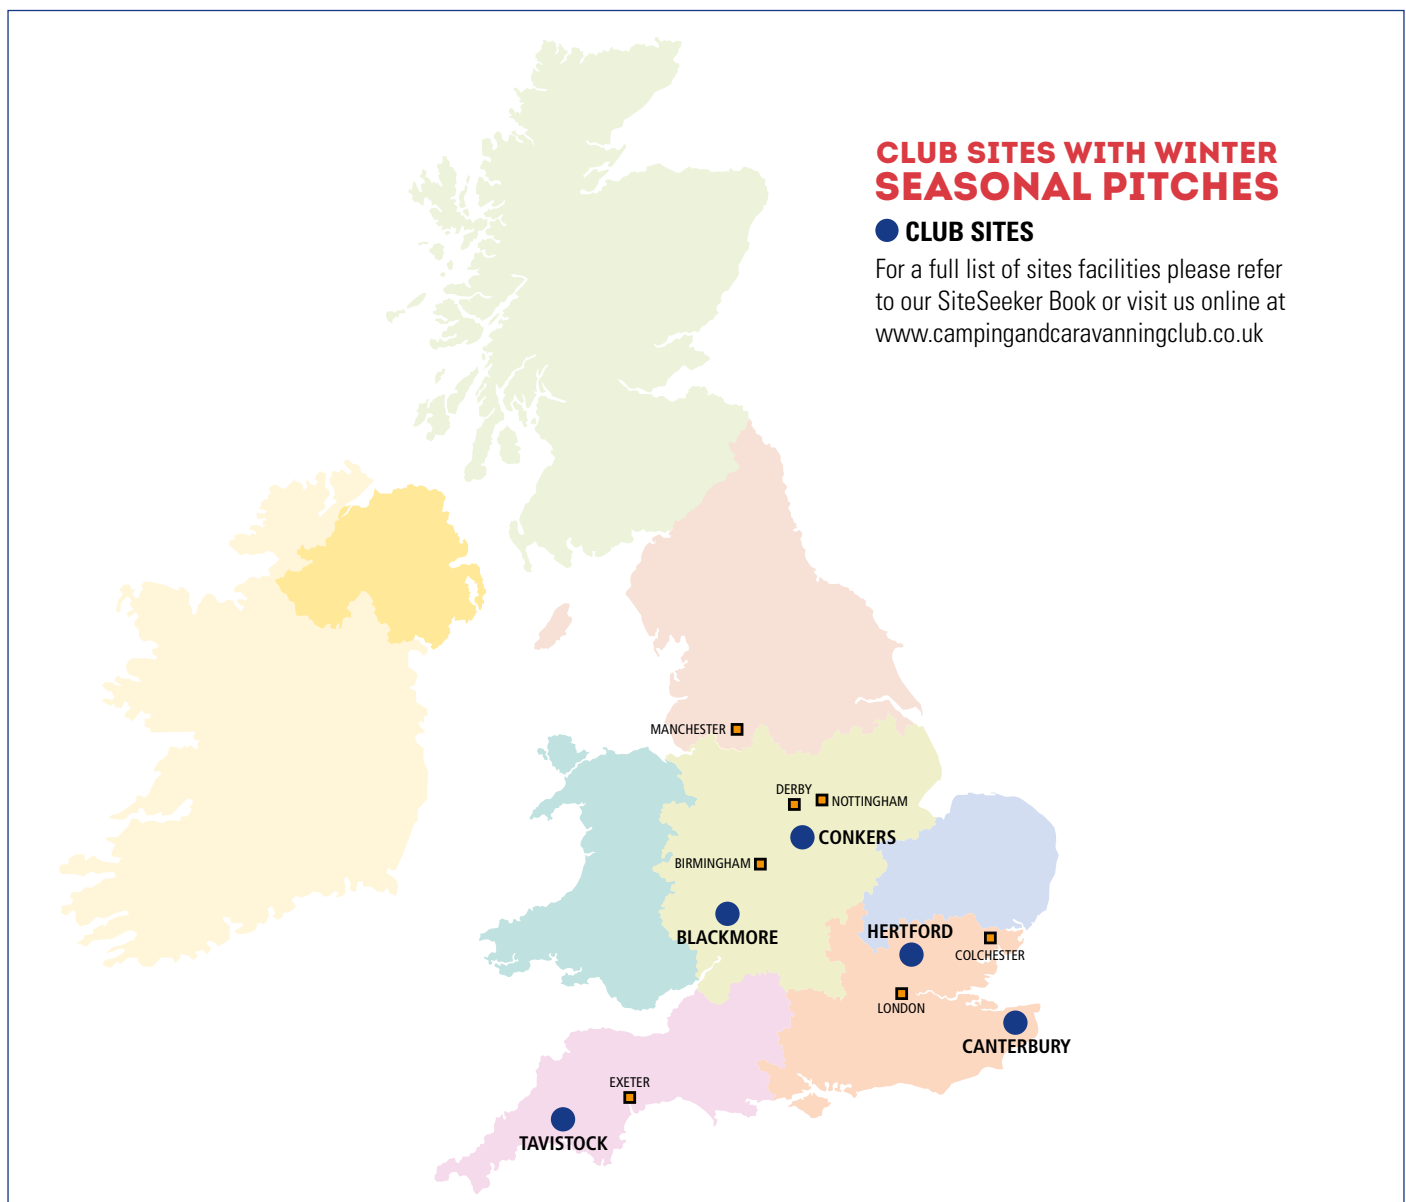 CLUB SITES WITH WINTER
SEASONAL PITCHES
CLUB SITES
For a full list of sites facilities please refer
to our SiteSeeker Book or visit us online at
www.campingandcaravanningclub.co.uk
MANCHESTER
DERBY
NOTTINGHAM
CONKERS
BIRMINGHAM
BLACKMORE
HERTFORD
COLCHESTER
LONDON
CANTERBURY
EXETER
TAVISTOCK